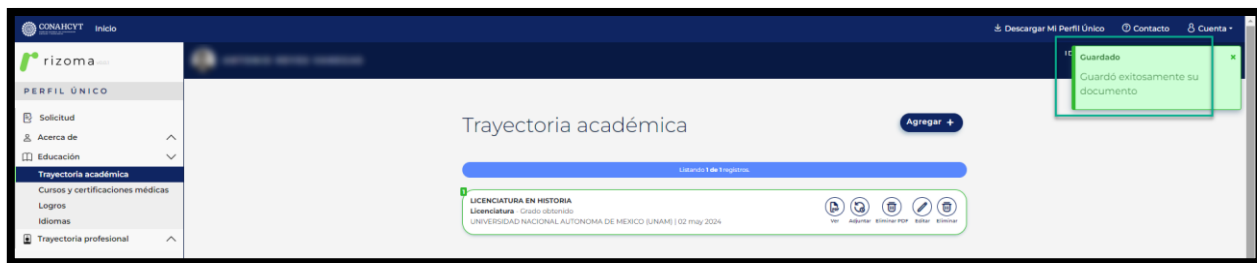 CONAHCYT Inicio
Descargar Mi Perfil Único Contacto Cuenta
rizoma
Guardado ×
Guardó exitosamente su
documento
PERFIL ÚNICO
Solicitud
Acerca de
Educación
Trayectoria académica
Cursos y certificaciones médicas
Logros
Idiomas
Trayectoria profesional
Trayectoria académica
Agregar +
Listando 1 de 1 registros.
1
LICENCIATURA EN HISTORIA
Licenciatura - Grado obtenido
UNIVERSIDAD NACIONAL AUTONOMA DE MEXICO (UNAM) | 02 may 2024
Ver Adjuntar Eliminar PDF Editar Eliminar